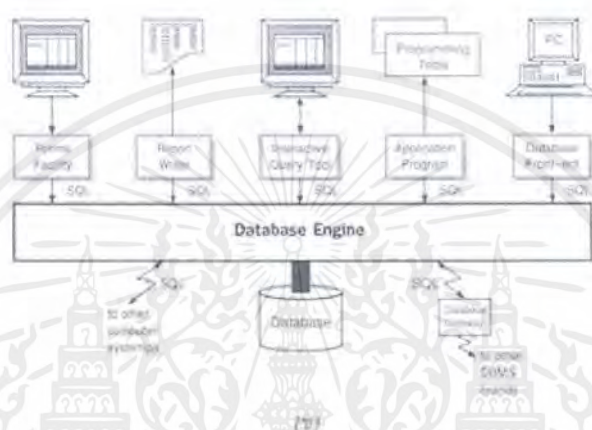 Programming
Tools
PC
Forms
Facility
Report
Writer
Interactive
Query Tool
Application
Program
Database
Front-end
SQL
SQL
SQL
SQL
SQL
Database Engine
SQL
SQL
to other
computer
systems
Database
Database
Gateway
to other
DBMS
brands